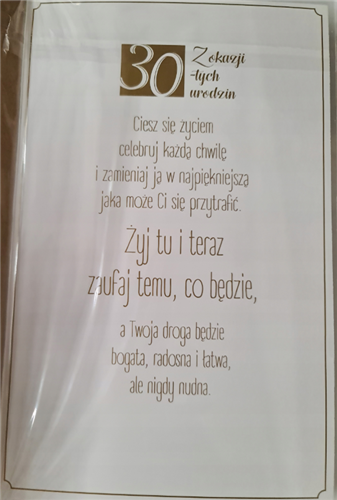 30 Z okazji
-tych
urodzin
Ciesz się życiem
celebruj każdą chwilę
i zamieniaj ją w najpiękniejszą
jaka może Ci się przytrafić.
Żyj tu i teraz
zaufaj temu, co będzie,
a Twoja droga będzie
bogata, radosna i łatwa,
ale nigdy nudna.